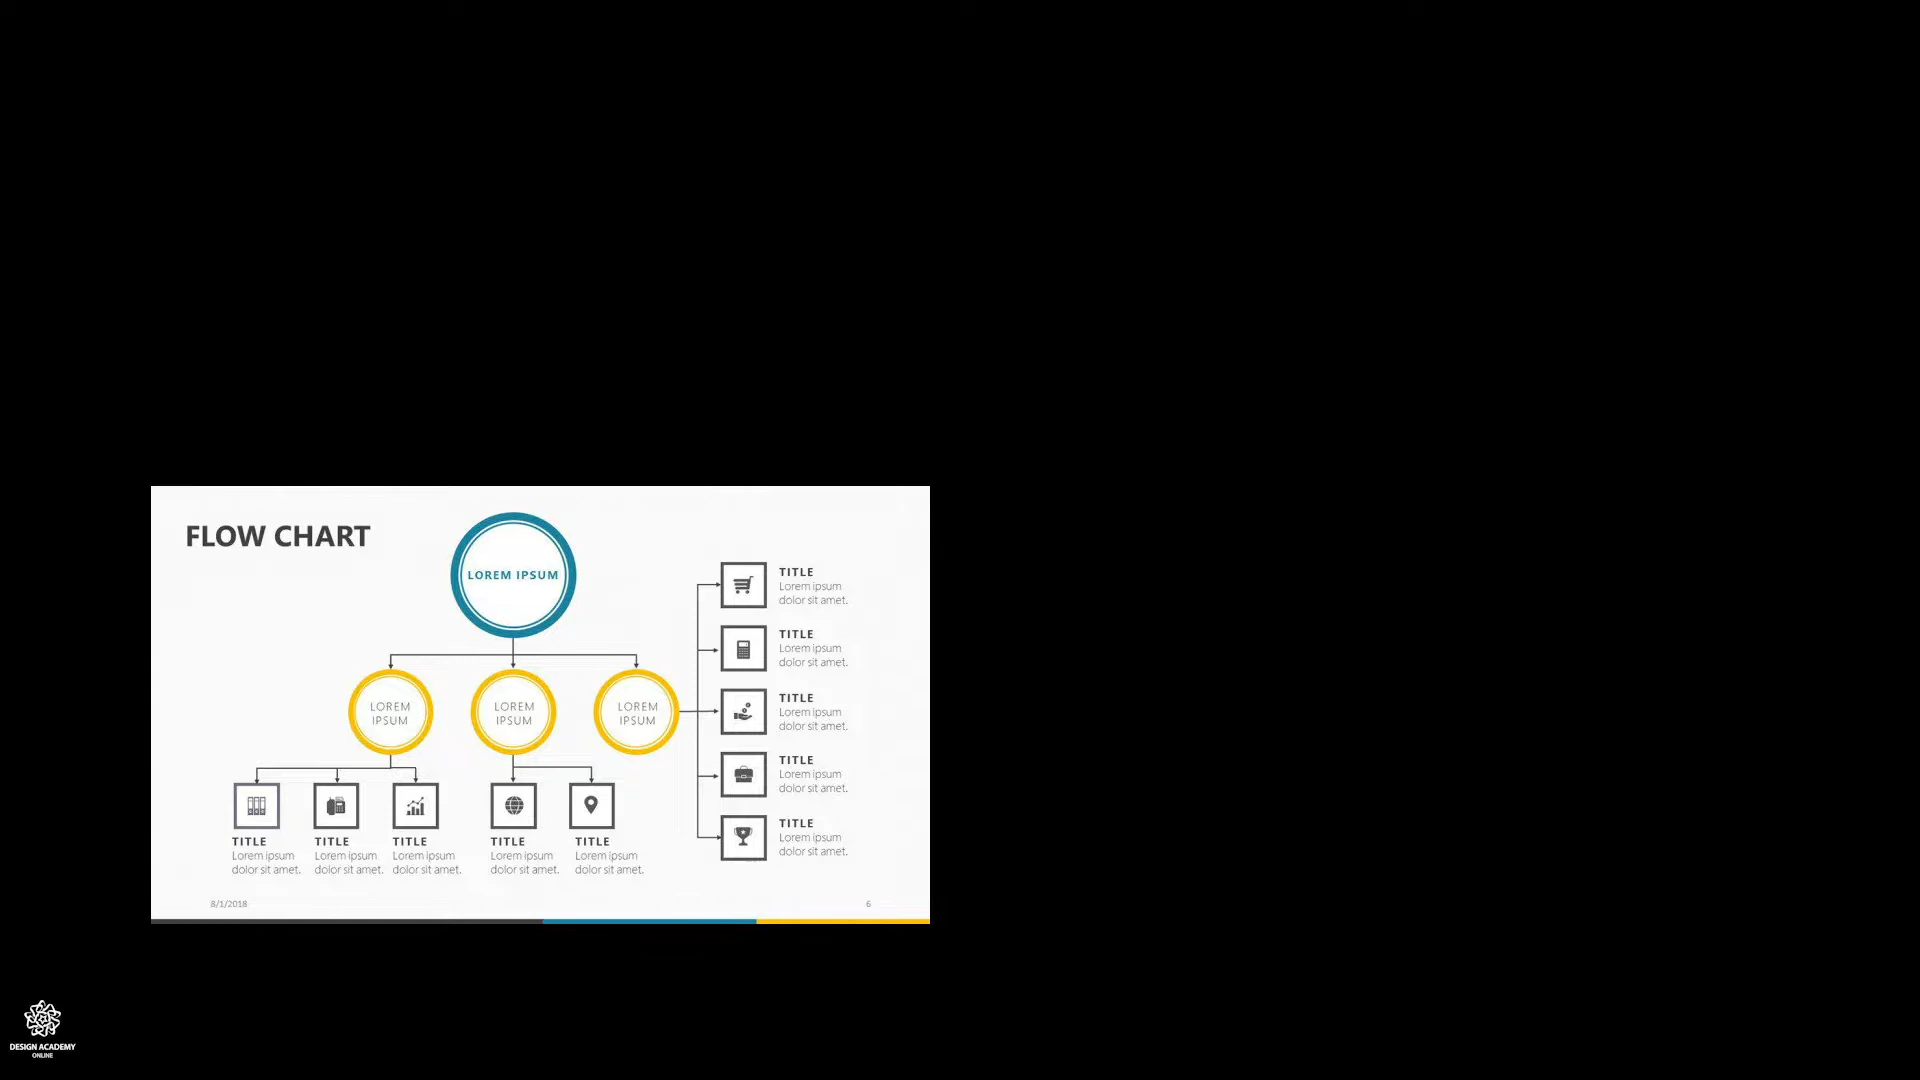 FLOW CHART
LOREM IPSUM
LOREM
IPSUM
LOREM
IPSUM
LOREM
IPSUM
TITLE
Lorem ipsum
dolor sit amet.
TITLE
Lorem ipsum
dolor sit amet.
TITLE
Lorem ipsum
dolor sit amet.
TITLE
Lorem ipsum
dolor sit amet.
TITLE
Lorem ipsum
dolor sit amet.
TITLE
Lorem ipsum
dolor sit amet.
TITLE
Lorem ipsum
dolor sit amet.
TITLE
Lorem ipsum
dolor sit amet.
TITLE
Lorem ipsum
dolor sit amet.
TITLE
Lorem ipsum
dolor sit amet.
8/1/2018
6
DESIGN ACADEMY
ONLINE